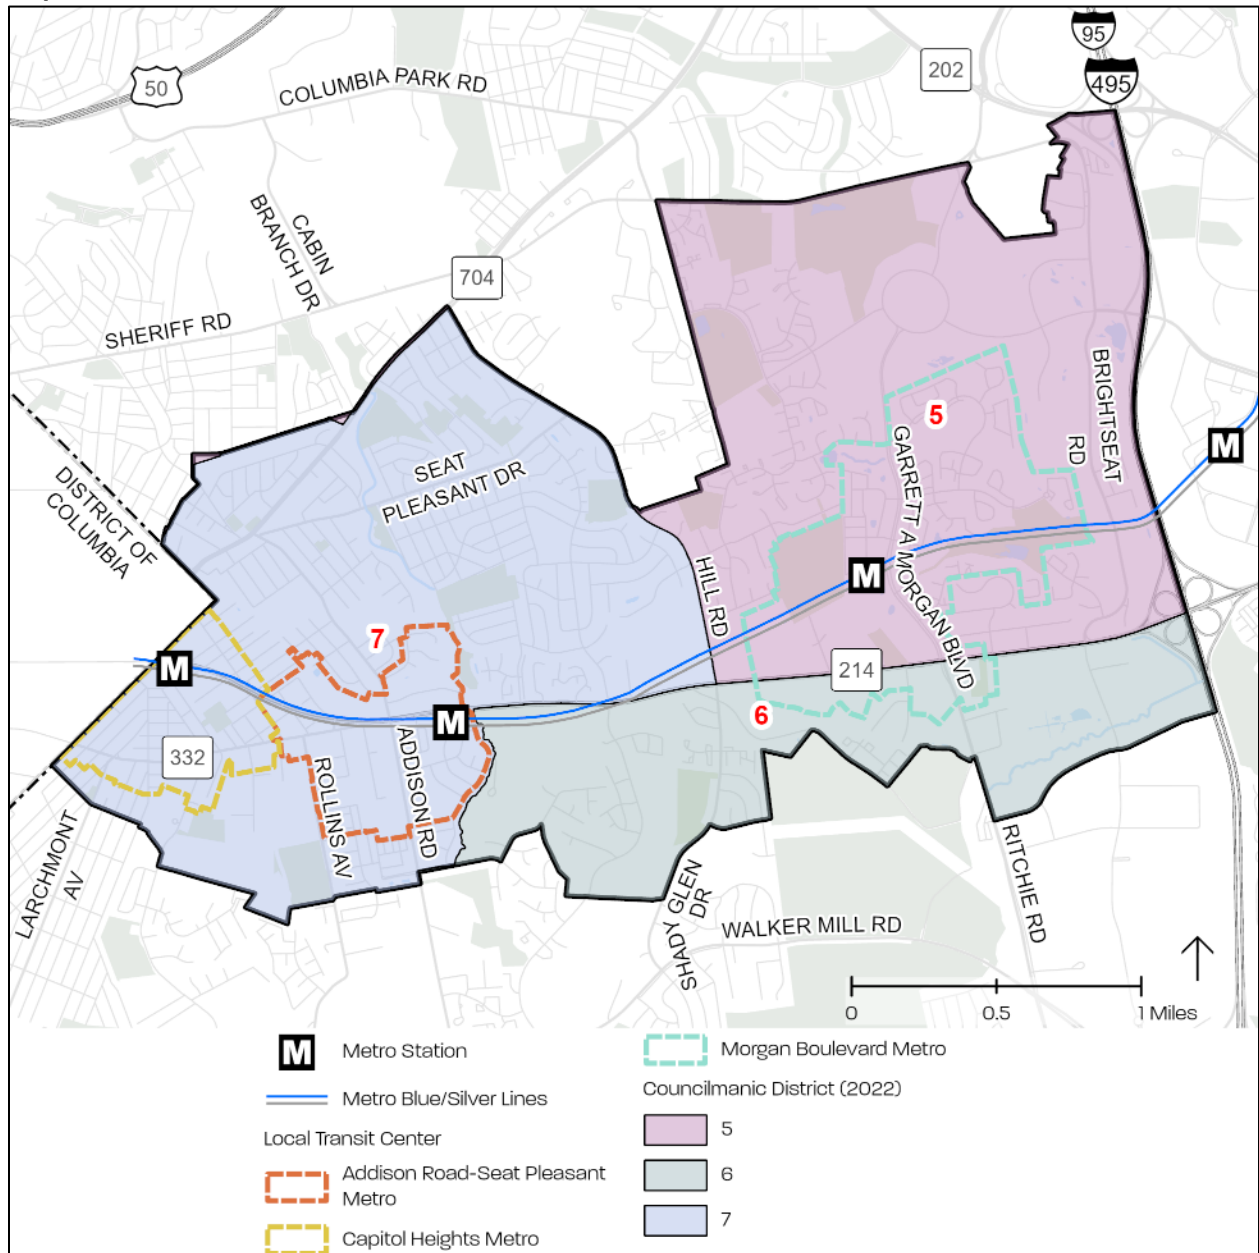 95
50
202
495
COLUMBIA PARK RD
CABIN
BRANCH DR
704
SHERIFF RD
BRIGHTSEAT
RD
5
SEAT
PLEASANT DR
M
DISTRICT OF
COLUMBIA
GARRETT A MORGAN BLVD
HILL RD
M
7
M
214
M
6
332
ROLLINS AV
ADDISON RD
LARCHMONT
AV
SHADY GLEN
DR
RITCHIE RD
WALKER MILL RD
0 0.5 1 Miles
M Metro Station
Metro Blue/Silver Lines
Local Transit Center
Addison Road-Seat Pleasant
Metro
Capitol Heights Metro
Morgan Boulevard Metro
Councilmanic District (2022)
5
6
7